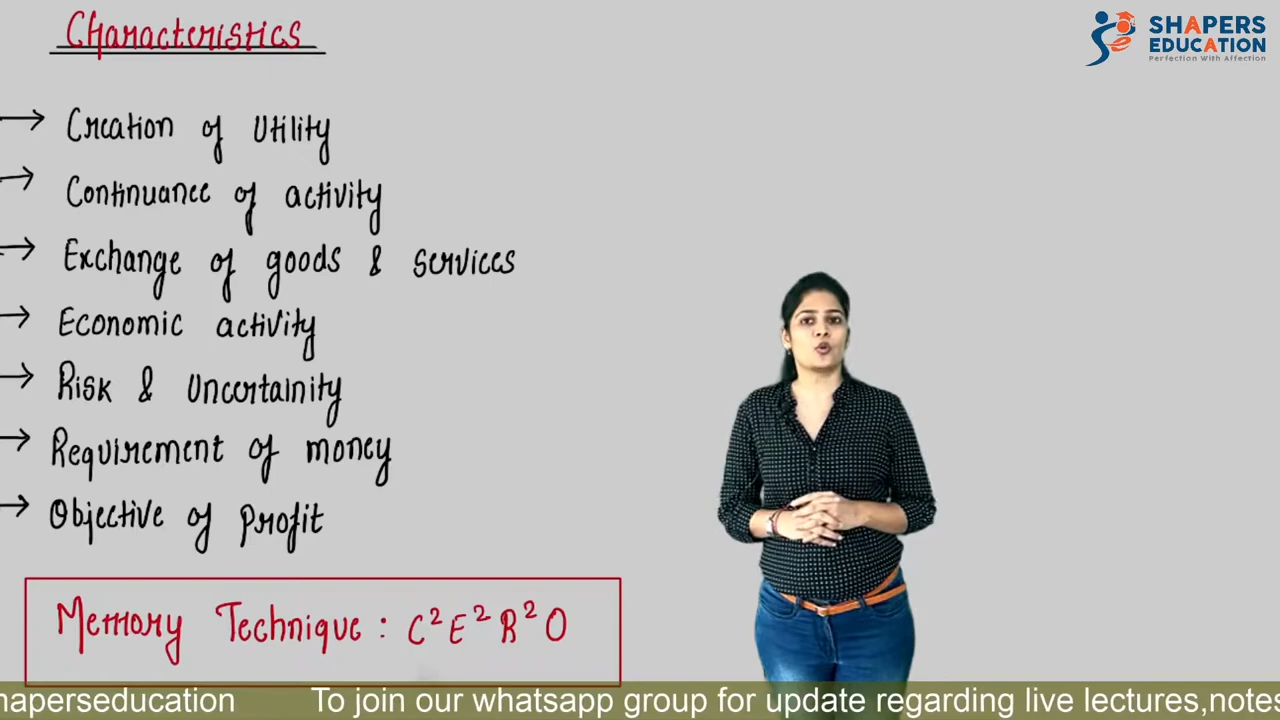 Characteristics
SHAPERS
EDUCATION
Perfection With Affection
→ Creation of Utility
→ Continuance of activity
→ Exchange of goods & services
→ Economic activity
→ Risk & Uncertainity
→ Requirement of money
→ Objective of Profit
Memory Technique : C²E²R²O
haperseducation To join our whatsapp group for update regarding live lectures,notes